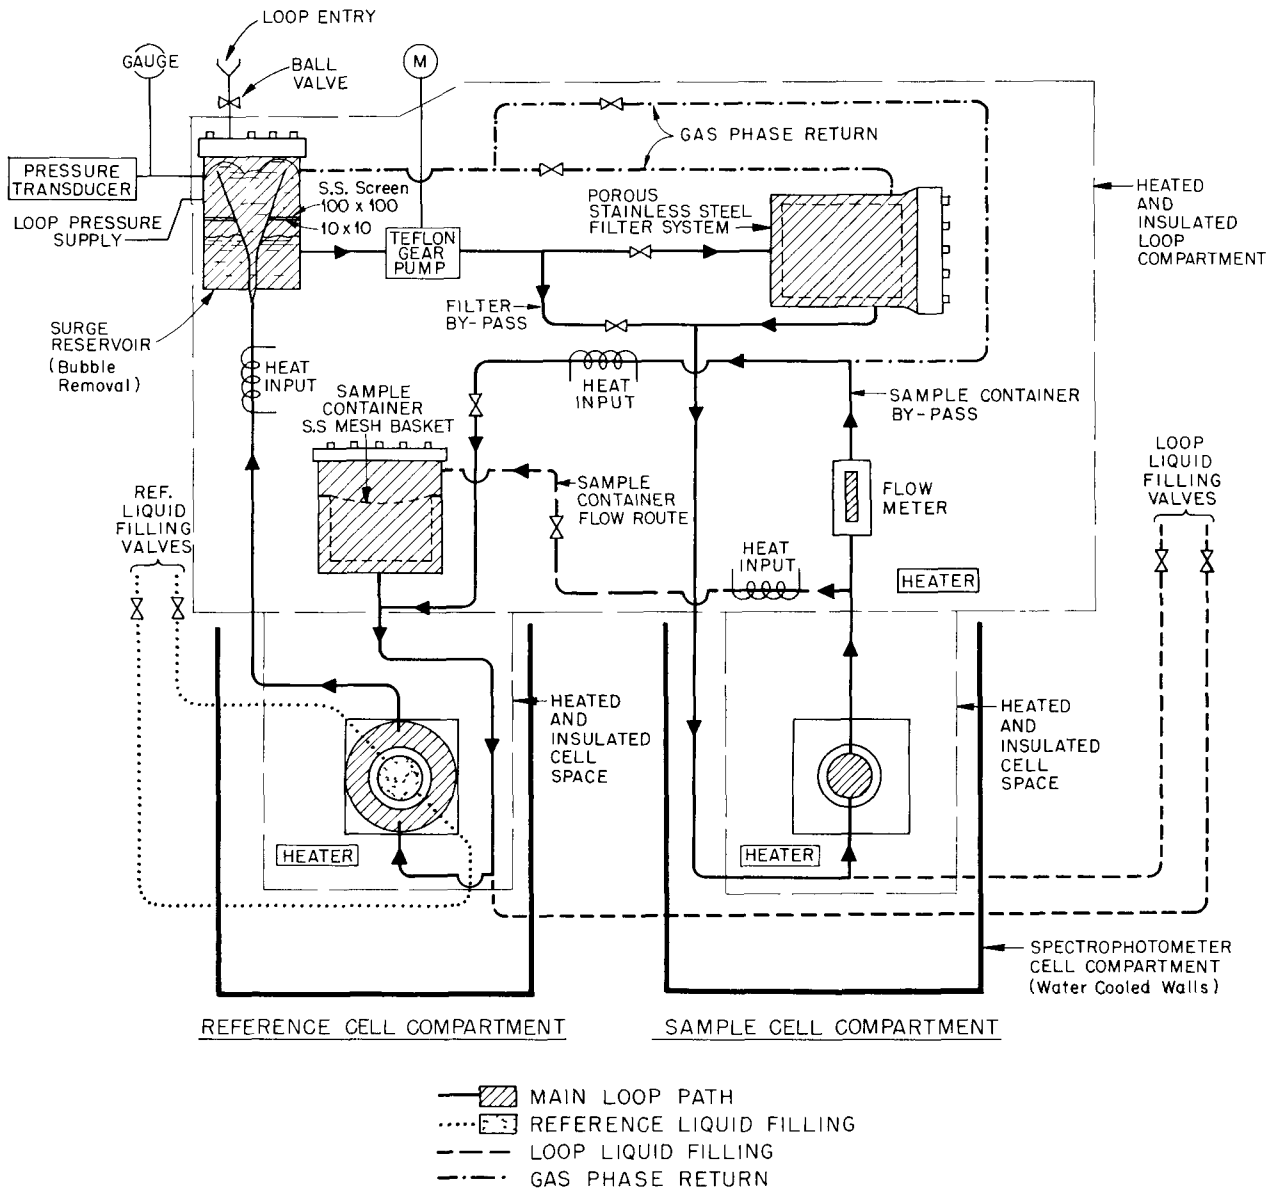 LOOP ENTRY
GAUGE
BALL
VALVE
M
GAS PHASE RETURN
PRESSURE
TRANSDUCER
LOOP PRESSURE
SUPPLY
S.S. Screen
100 x 100
10 x 10
TEFLON
GEAR
PUMP
POROUS
STAINLESS STEEL
FILTER SYSTEM
HEATED
AND
INSULATED
LOOP
COMPARTMENT
FILTER
BY-PASS
SURGE
RESERVOIR
(Bubble
Removal)
HEAT
INPUT
SAMPLE
CONTAINER
S.S MESH BASKET
HEAT
INPUT
SAMPLE CONTAINER
BY-PASS
LOOP
LIQUID
FILLING
VALVES
REF.
LIQUID
FILLING
VALVES
SAMPLE
CONTAINER
FLOW ROUTE
FLOW
METER
HEAT
INPUT
HEATER
HEATED
AND
INSULATED
CELL
SPACE
HEATED
AND
INSULATED
CELL
SPACE
HEATER
HEATER
SPECTROPHOTOMETER
CELL COMPARTMENT
(Water Cooled Walls)
REFERENCE CELL COMPARTMENT
SAMPLE CELL COMPARTMENT
MAIN LOOP PATH
REFERENCE LIQUID FILLING
LOOP LIQUID FILLING
GAS PHASE RETURN